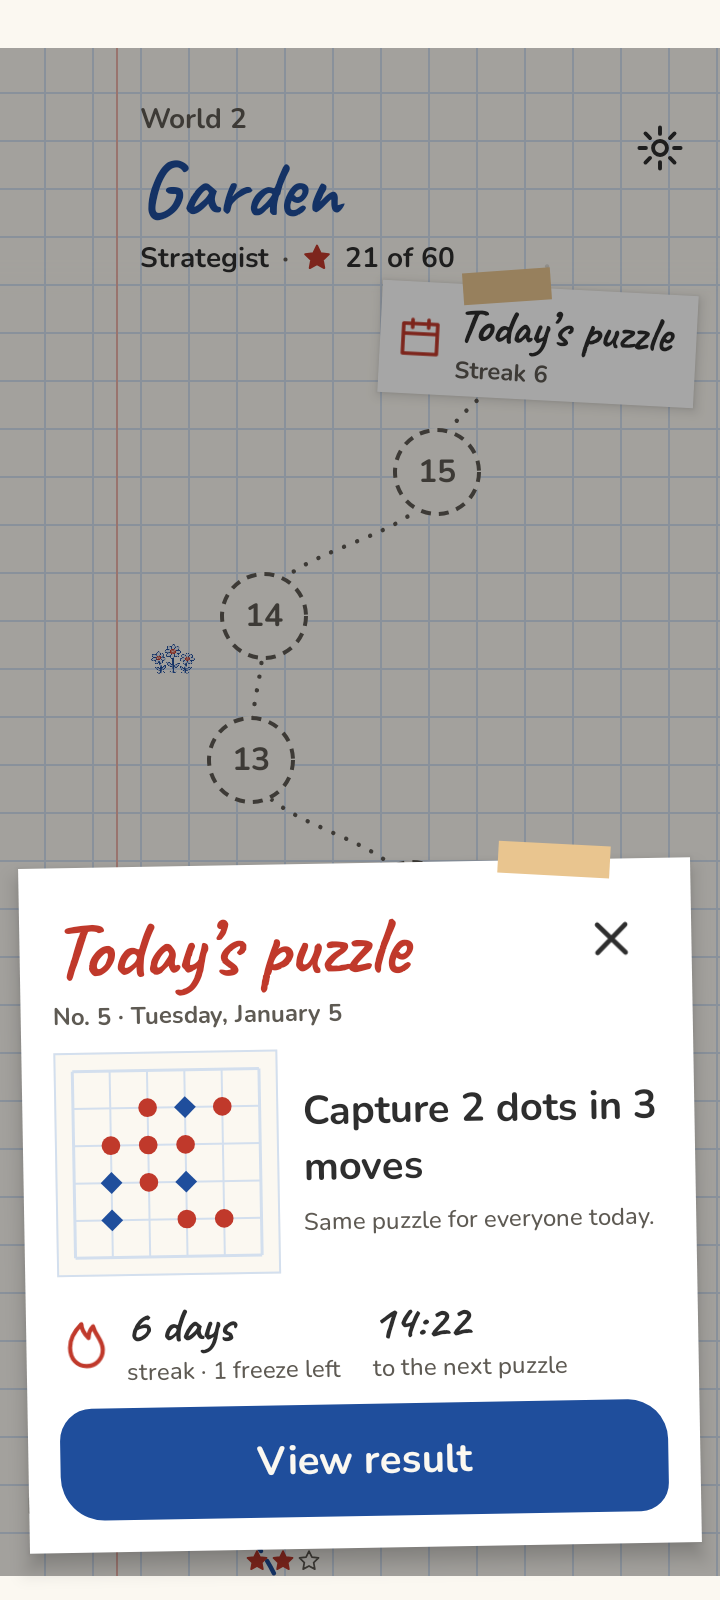 World 2
Garden
Strategist · 21 of 60
Today's puzzle
Streak 6
15
14
13
Today's puzzle
No. 5 · Tuesday, January 5
Capture 2 dots in 3
moves
Same puzzle for everyone today.
6 days
streak · 1 freeze left
14:22
to the next puzzle
View result